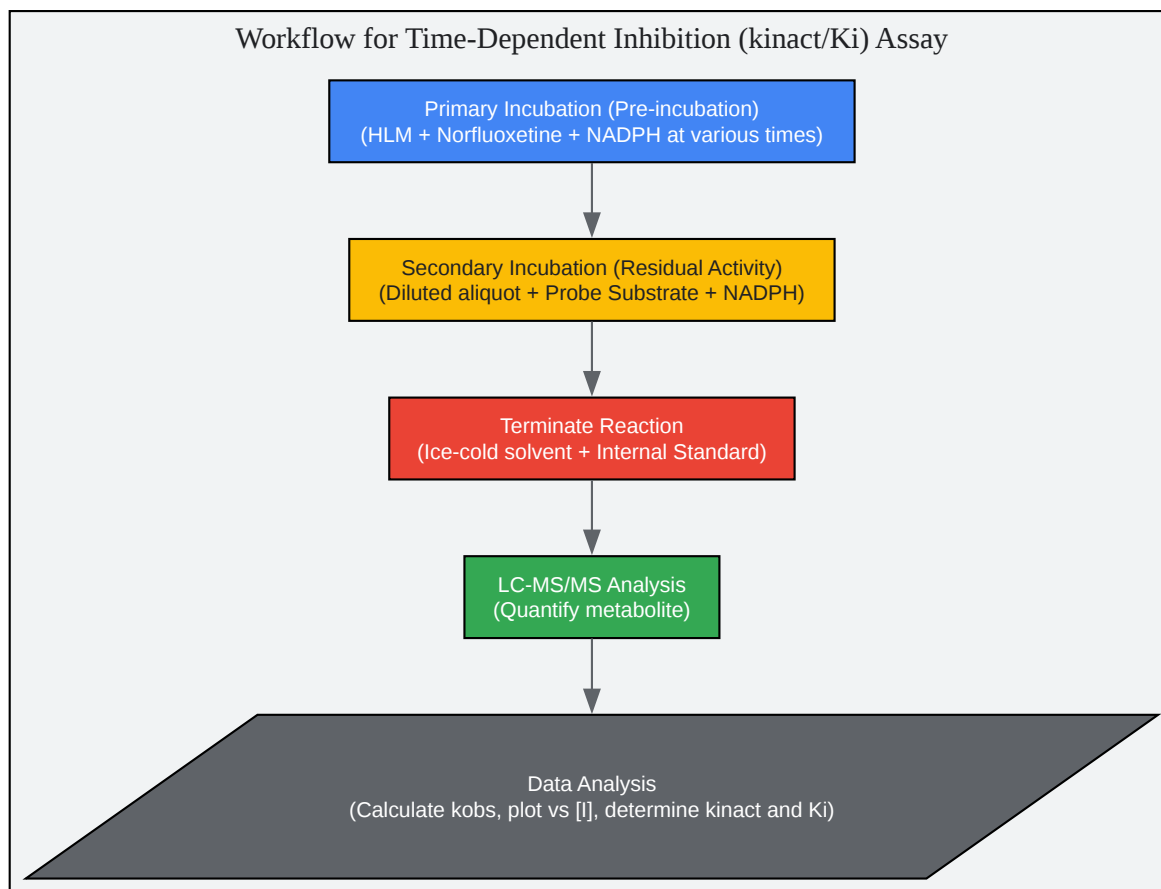 Workflow for Time-Dependent Inhibition (kinact/Ki) Assay
Primary Incubation (Pre-incubation)
(HLM + Norfluoxetine + NADPH at various times)
Secondary Incubation (Residual Activity)
(Diluted aliquot + Probe Substrate + NADPH)
Terminate Reaction
(Ice-cold solvent + Internal Standard)
LC-MS/MS Analysis
(Quantify metabolite)
Data Analysis
(Calculate kobs, plot vs [I], determine kinact and Ki)